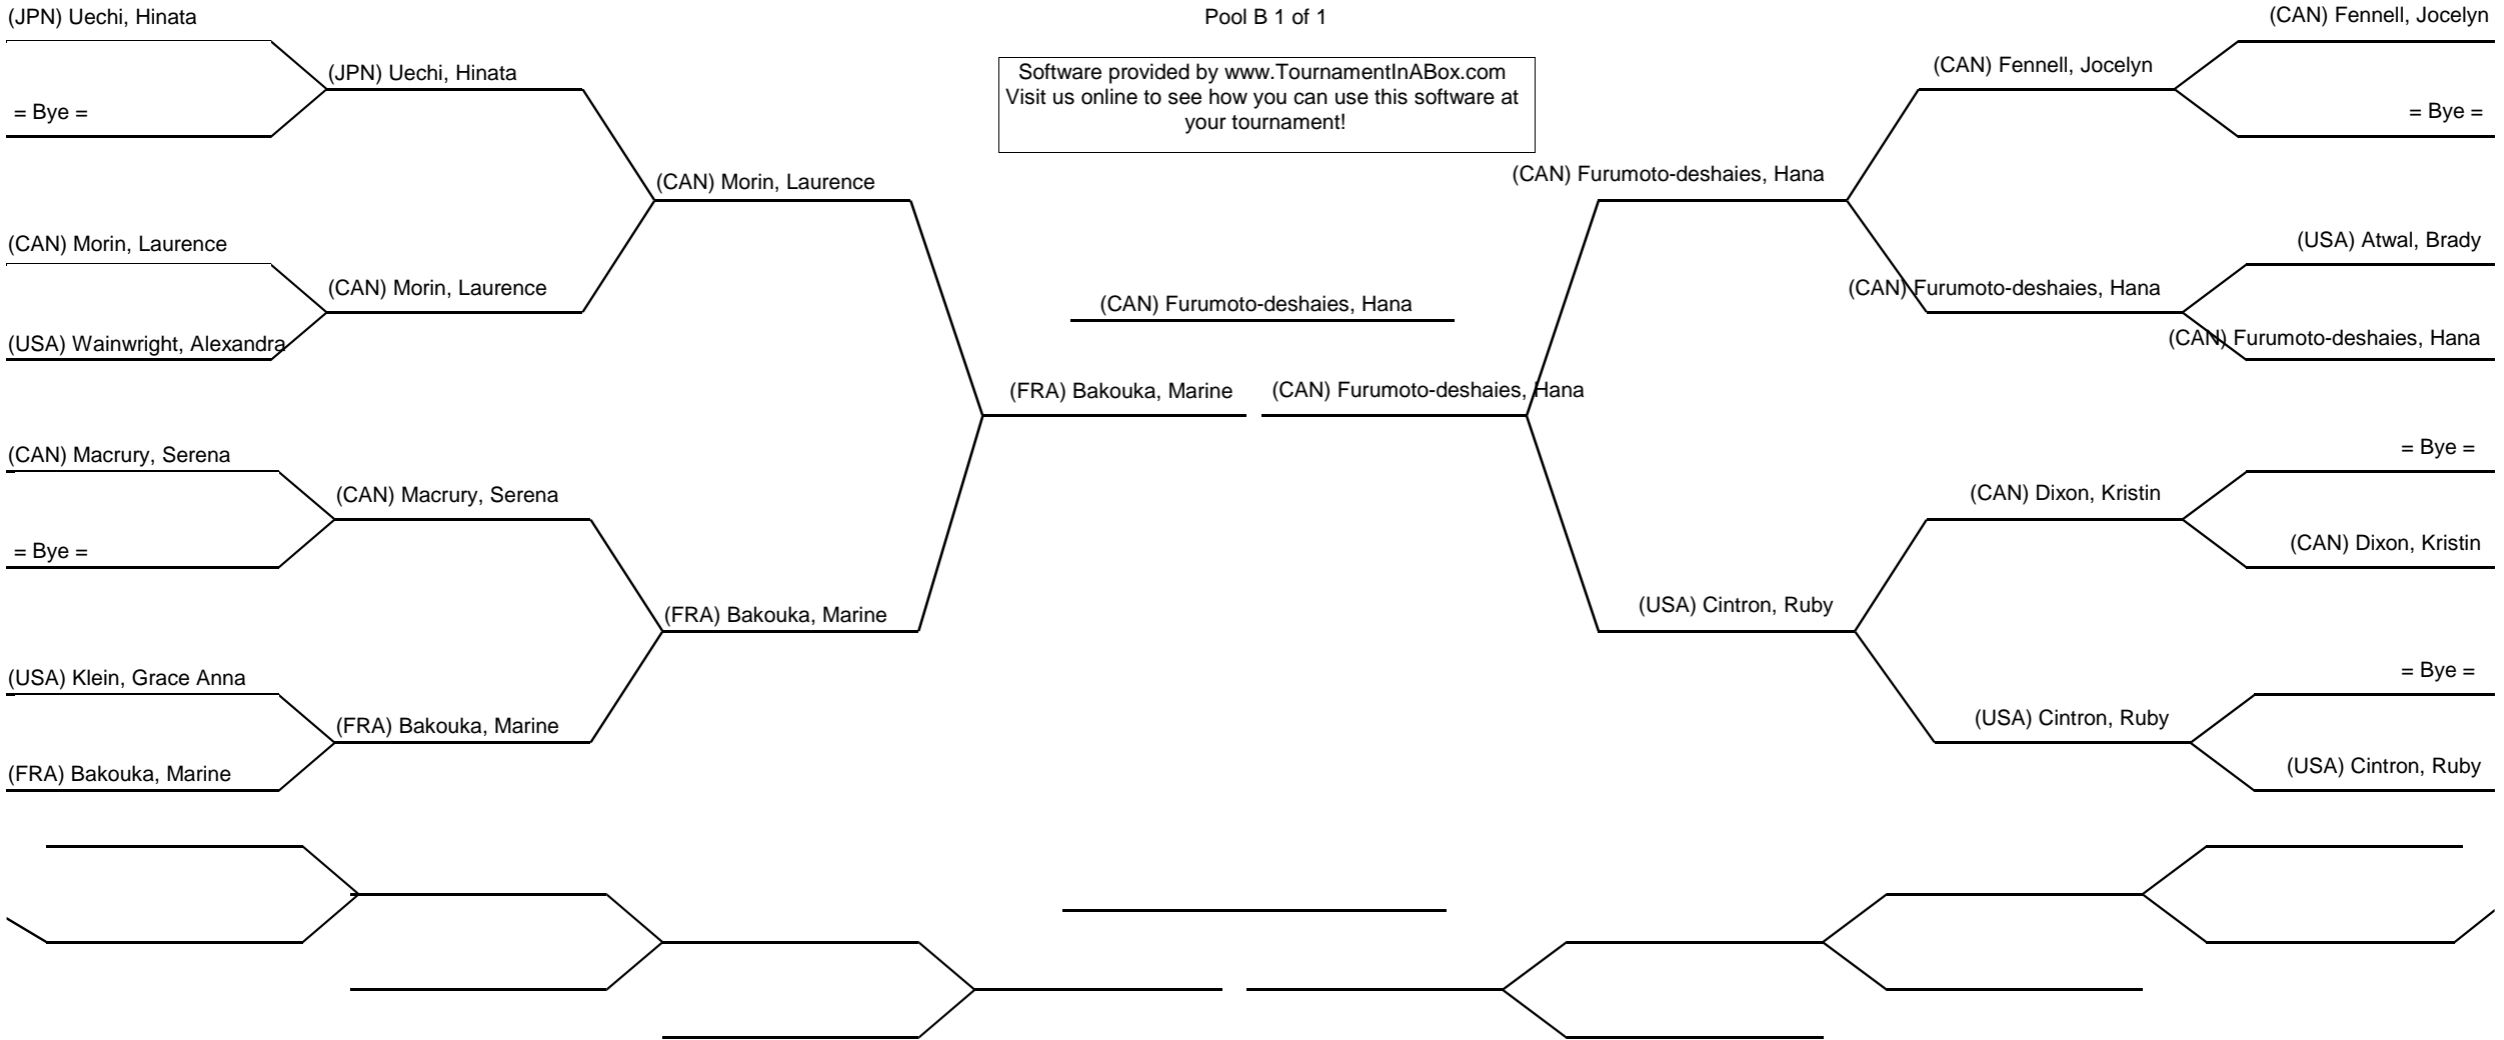 (JPN) Uechi, Hinata
Pool B 1 of 1
(CAN) Fennell, Jocelyn
Software provided by www.TournamentInABox.com
Visit us online to see how you can use this software at
your tournament!
(JPN) Uechi, Hinata
(CAN) Fennell, Jocelyn
= Bye =
= Bye =
(CAN) Morin, Laurence
(CAN) Furumoto-deshaies, Hana
(CAN) Morin, Laurence
(USA) Atwal, Brady
(CAN) Morin, Laurence
(CAN) Furumoto-deshaies, Hana
(CAN) Furumoto-deshaies, Hana
(USA) Wainwright, Alexandra
(CAN) Furumoto-deshaies, Hana
(FRA) Bakouka, Marine
(CAN) Furumoto-deshaies, Hana
(CAN) Macrury, Serena
= Bye =
(CAN) Macrury, Serena
(CAN) Dixon, Kristin
= Bye =
(CAN) Dixon, Kristin
(FRA) Bakouka, Marine
(USA) Cintron, Ruby
(USA) Klein, Grace Anna
= Bye =
(FRA) Bakouka, Marine
(USA) Cintron, Ruby
(FRA) Bakouka, Marine
(USA) Cintron, Ruby